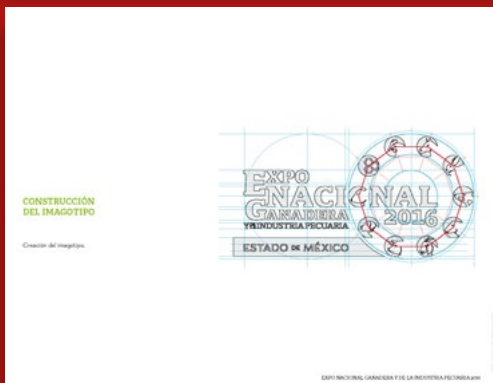 CONSTRUCCIÓN
DEL IMAGOTIPO
Creación del imagotipo.
EXPO
NACIONAL
GANADERA
2016
Y DE LA INDUSTRIA PECUARIA
ESTADO DE MÉXICO
EXPO NACIONAL GANADERA Y DE LA INDUSTRIA PECUARIA 2016